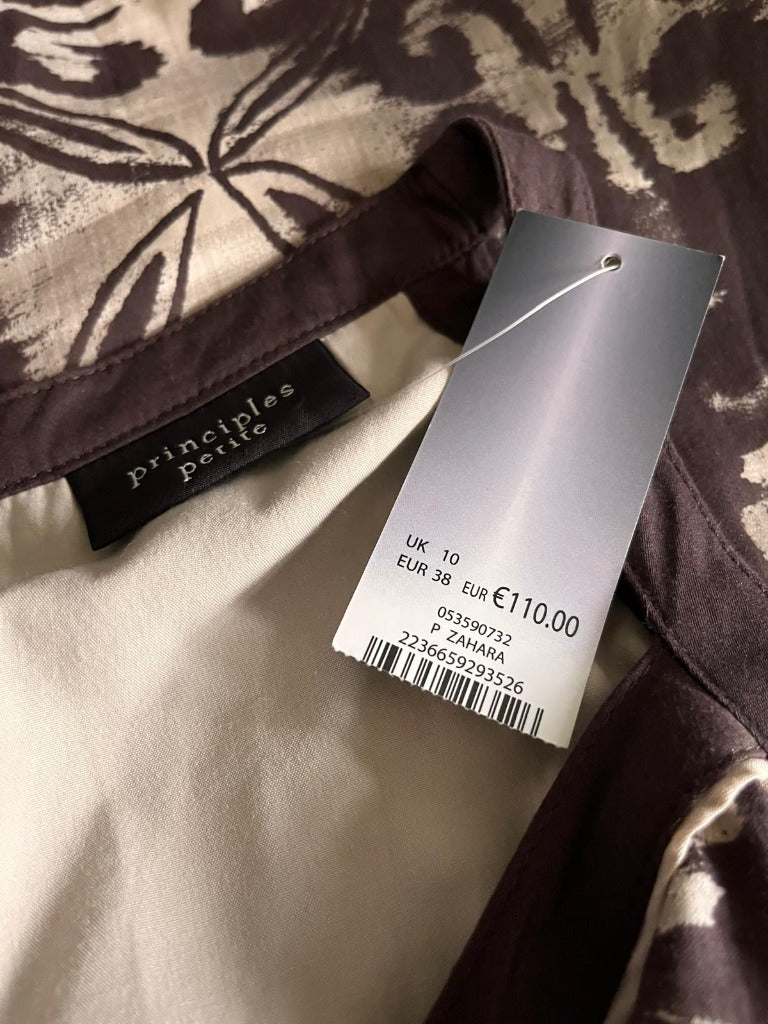 principles
petite
UK 10
EUR 38 EUR €110.00
053590732
P ZAHARA
2236659293526